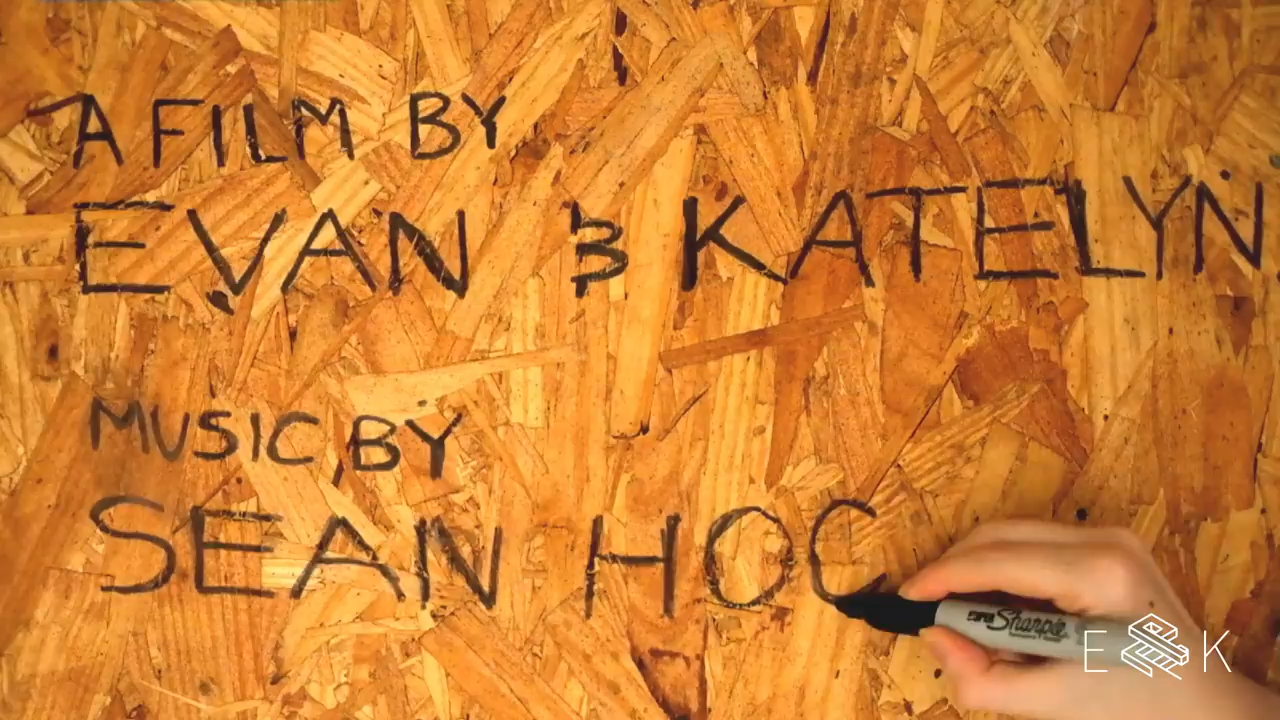 A FILM BY
EVAN & KATELYN
MUSIC BY
SEAN HOC
Sharpie
E & K